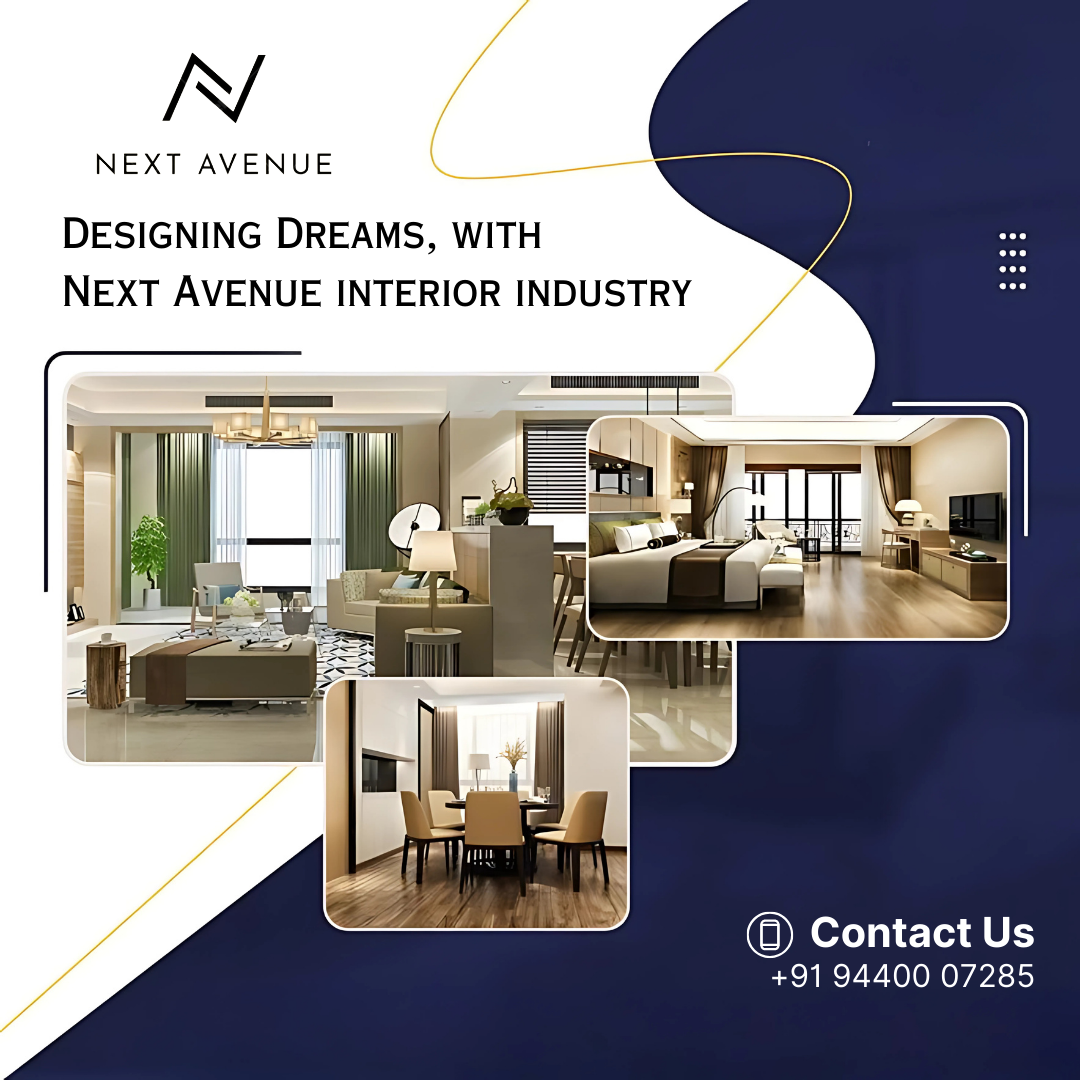 NEXT AVENUE
Designing Dreams, with
Next Avenue interior industry
Contact Us
+91 94400 07285